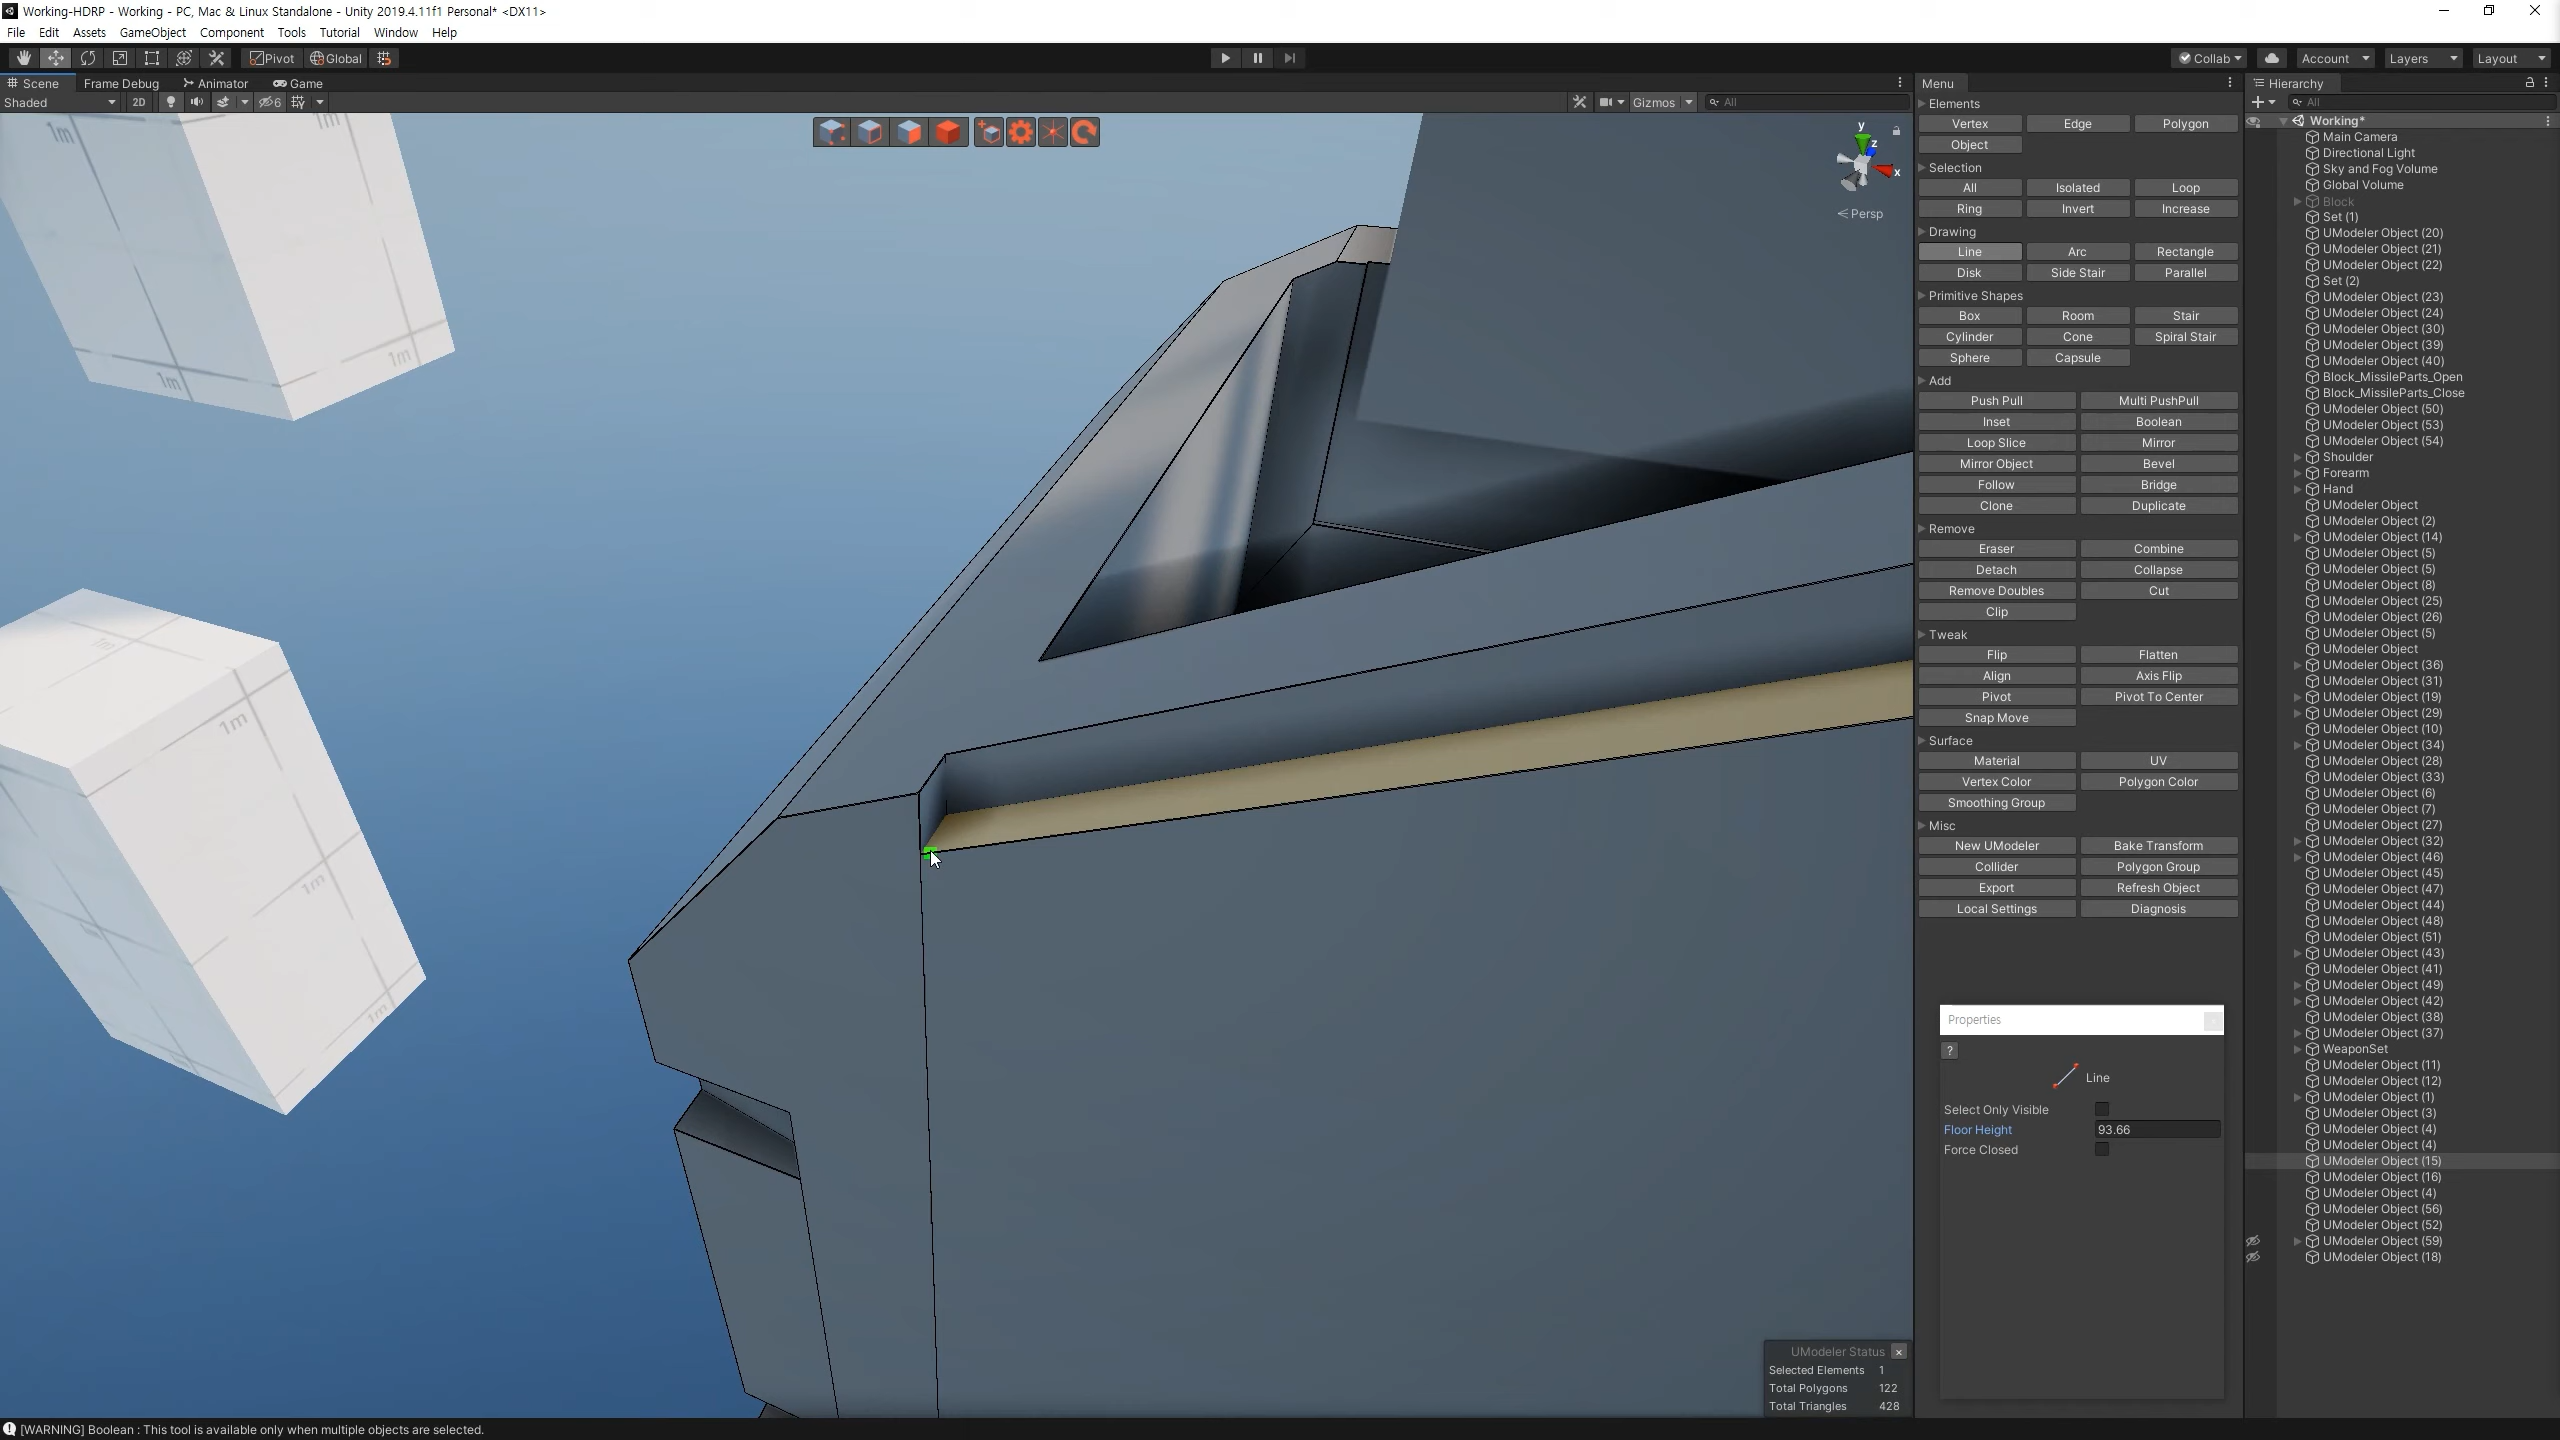 Working-HDRP - Working - PC, Mac & Linux Standalone - Unity 2019.4.11f1 Personal* <DX11>
File Edit Assets GameObject Component Tools Tutorial Window Help
Pivot Global Collab Account Layers Layout
Scene Frame Debug Animator Game
Shaded 2D 6 Gizmos All
1m
1m
1m
1m
1m
1m
1m
1m
y
z
x
Persp
Menu
Elements
Vertex Edge Polygon
Object
Selection
All Isolated Loop
Ring Invert Increase
Drawing
Line Arc Rectangle
Disk Side Stair Parallel
Primitive Shapes
Box Room Stair
Cylinder Cone Spiral Stair
Sphere Capsule
Add
Push Pull Multi PushPull
Inset Boolean
Loop Slice Mirror
Mirror Object Bevel
Follow Bridge
Clone Duplicate
Remove
Eraser Combine
Detach Collapse
Remove Doubles Cut
Clip
Tweak
Flip Flatten
Align Axis Flip
Pivot Pivot To Center
Snap Move
Surface
Material UV
Vertex Color Polygon Color
Smoothing Group
Misc
New UModeler Bake Transform
Collider Polygon Group
Export Refresh Object
Local Settings Diagnosis
Properties
?
Line
Select Only Visible
Floor Height 93.66
Force Closed
UModeler Status ×
Selected Elements 1
Total Polygons 122
Total Triangles 428
Hierarchy
All
Working*
Main Camera
Directional Light
Sky and Fog Volume
Global Volume
Block
Set (1)
UModeler Object (20)
UModeler Object (21)
UModeler Object (22)
Set (2)
UModeler Object (23)
UModeler Object (24)
UModeler Object (30)
UModeler Object (39)
UModeler Object (40)
Block_MissileParts_Open
Block_MissileParts_Close
UModeler Object (50)
UModeler Object (53)
UModeler Object (54)
Shoulder
Forearm
Hand
UModeler Object
UModeler Object (2)
UModeler Object (14)
UModeler Object (5)
UModeler Object (5)
UModeler Object (8)
UModeler Object (25)
UModeler Object (26)
UModeler Object (5)
UModeler Object
UModeler Object (36)
UModeler Object (31)
UModeler Object (19)
UModeler Object (29)
UModeler Object (10)
UModeler Object (34)
UModeler Object (28)
UModeler Object (33)
UModeler Object (6)
UModeler Object (7)
UModeler Object (27)
UModeler Object (32)
UModeler Object (46)
UModeler Object (45)
UModeler Object (47)
UModeler Object (44)
UModeler Object (48)
UModeler Object (51)
UModeler Object (43)
UModeler Object (41)
UModeler Object (49)
UModeler Object (42)
UModeler Object (38)
UModeler Object (37)
WeaponSet
UModeler Object (11)
UModeler Object (12)
UModeler Object (1)
UModeler Object (3)
UModeler Object (4)
UModeler Object (4)
UModeler Object (15)
UModeler Object (16)
UModeler Object (4)
UModeler Object (56)
UModeler Object (52)
UModeler Object (59)
UModeler Object (18)
[WARNING] Boolean : This tool is available only when multiple objects are selected.